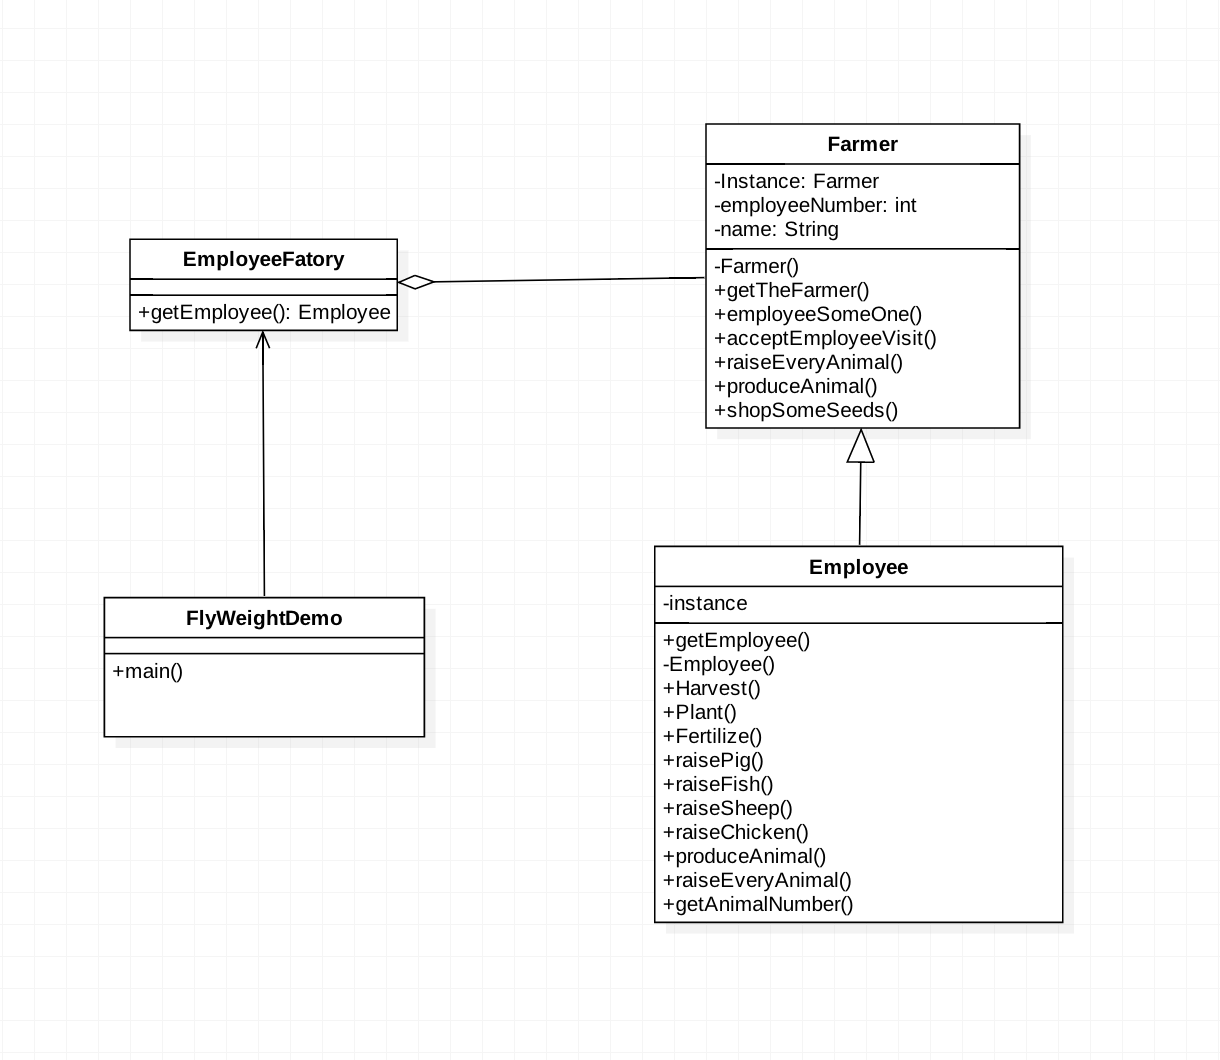 Farmer
-Instance: Farmer
-employeeNumber: int
-name: String
-Farmer()
+getTheFarmer()
+employeeSomeOne()
+acceptEmployeeVisit()
+raiseEveryAnimal()
+produceAnimal()
+shopSomeSeeds()
EmployeeFatory
+getEmployee(): Employee
FlyWeightDemo
+main()
Employee
-instance
+getEmployee()
-Employee()
+Harvest()
+Plant()
+Fertilize()
+raisePig()
+raiseFish()
+raiseSheep()
+raiseChicken()
+produceAnimal()
+raiseEveryAnimal()
+getAnimalNumber()